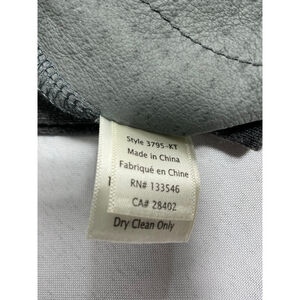 Style 3795-KT
Made in China
Fabriqué en Chine
RN# 133546
CA# 28402
Dry Clean Only